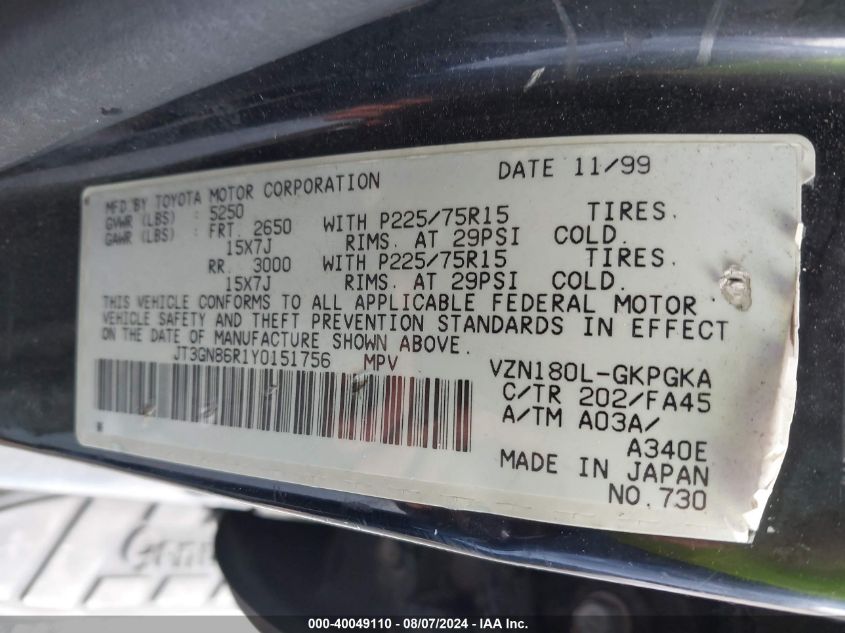 MFD BY TOYOTA MOTOR CORPORATION DATE 11/99
GVWR (LBS) : 5250
GAWR (LBS) : FRT. 2650 WITH P225/75R15 TIRES.
15X7J RIMS. AT 29PSI COLD.
RR. 3000 WITH P225/75R15 TIRES.
15X7J RIMS. AT 29PSI COLD.
THIS VEHICLE CONFORMS TO ALL APPLICABLE FEDERAL MOTOR
VEHICLE SAFETY AND THEFT PREVENTION STANDARDS IN EFFECT
ON THE DATE OF MANUFACTURE SHOWN ABOVE.
JT3GN86R1Y0151756 MPV VZN180L-GKPGKA
C/TR 202/FA45
A/TM A03A/
A340E
MADE IN JAPAN
NO.730
000-40049110 - 08/07/2024 - VIN SticKer